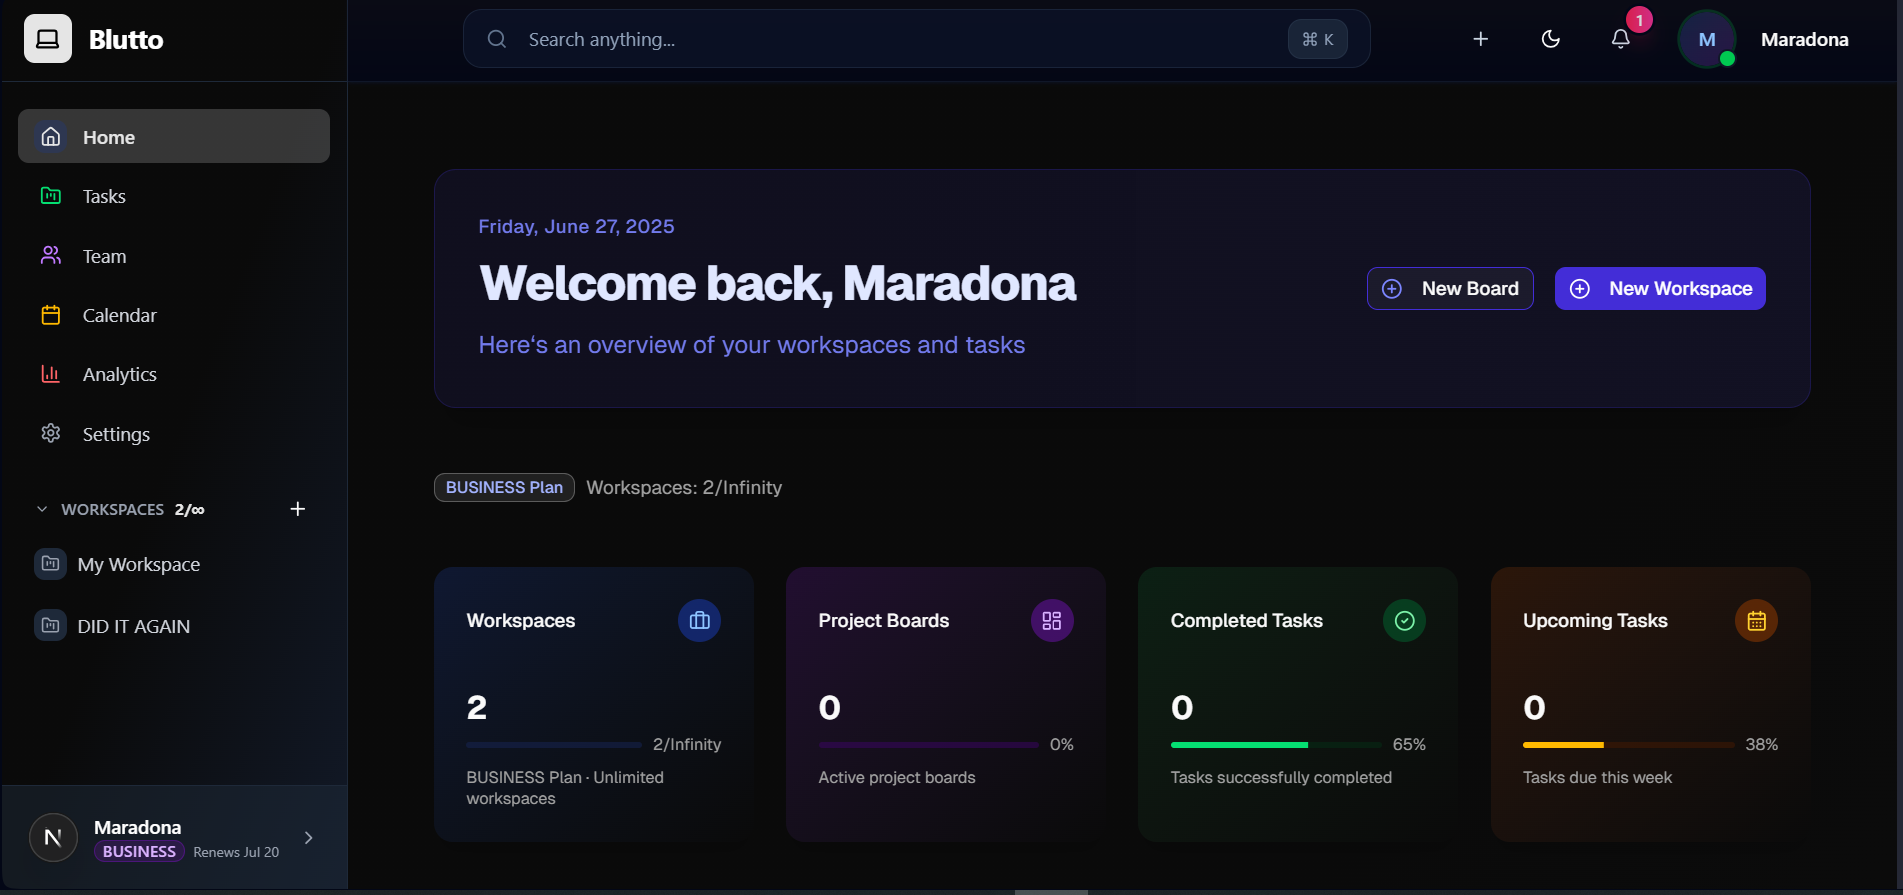 Blutto
Search anything...
⌘ K
1
M
Maradona
Home
Tasks
Team
Calendar
Analytics
Settings
WORKSPACES 2/∞
My Workspace
DID IT AGAIN
N
Maradona
BUSINESS Renews Jul 20
Friday, June 27, 2025
Welcome back, Maradona
Here‘s an overview of your workspaces and tasks
New Board
New Workspace
BUSINESS Plan Workspaces: 2/Infinity
Workspaces
2
2/Infinity
BUSINESS Plan · Unlimited
workspaces
Project Boards
0
0%
Active project boards
Completed Tasks
0
65%
Tasks successfully completed
Upcoming Tasks
0
38%
Tasks due this week